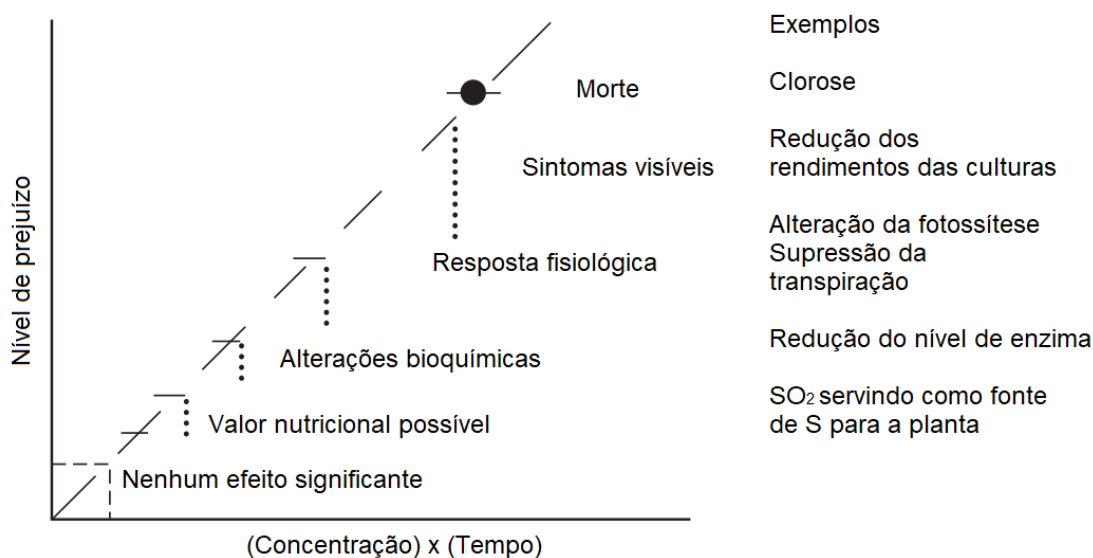 Exemplos
Morte
Clorose
Sintomas visíveis
Redução dos
rendimentos das culturas
Resposta fisiológica
Alteração da fotossítese
Supressão da
transpiração
Alterações bioquímicas
Redução do nível de enzima
Valor nutricional possível
SO₂ servindo como fonte
de S para a planta
Nenhum efeito significante
Nível de prejuízo
(Concentração) x (Tempo)